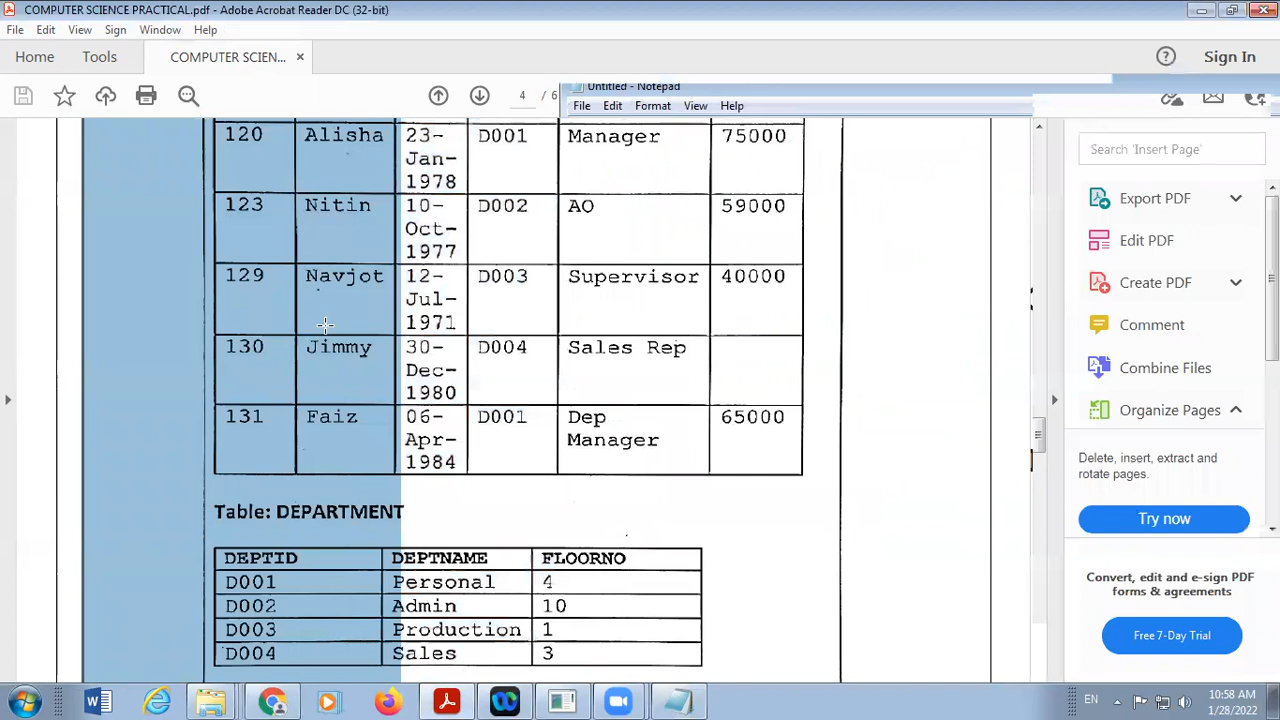 COMPUTER SCIENCE PRACTICAL.pdf - Adobe Acrobat Reader DC (32-bit)
File Edit View Sign Window Help
Home Tools COMPUTER SCIEN... × Sign In
4 / 6
Untitled - Notepad
File Edit Format View Help
120 Alisha 23- D001 Manager 75000
Jan-
1978
123 Nitin 10- D002 AO 59000
Oct-
1977
129 Navjot 12- D003 Supervisor 40000
Jul-
1971
130 Jimmy 30- D004 Sales Rep
Dec-
1980
131 Faiz 06- D001 Dep 65000
Apr- Manager
1984
Table: DEPARTMENT
DEPTID DEPTNAME FLOORNO
D001 Personal 4
D002 Admin 10
D003 Production 1
D004 Sales 3
Search 'Insert Page'
Export PDF
Edit PDF
Create PDF
Comment
Combine Files
Organize Pages
Delete, insert, extract and
rotate pages.
Try now
Convert, edit and e-sign PDF
forms & agreements
Free 7-Day Trial
EN 10:58 AM
1/28/2022